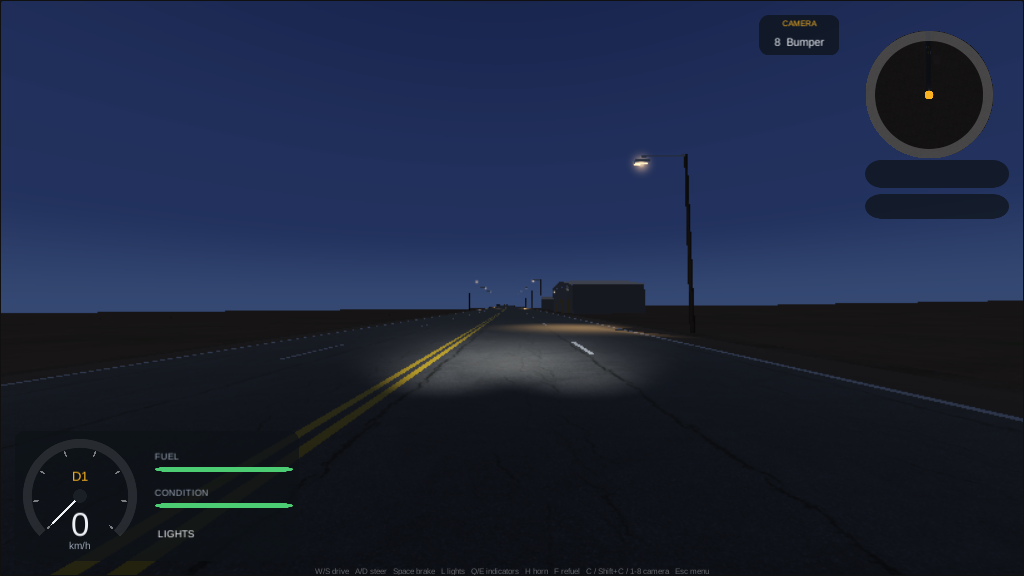 CAMERA
8 Bumper
FUEL
D1
CONDITION
0
LIGHTS
km/h
W/S drive A/D steer Space brake L lights Q/E indicators H horn F refuel C / Shift+C / 1-8 camera Esc menu